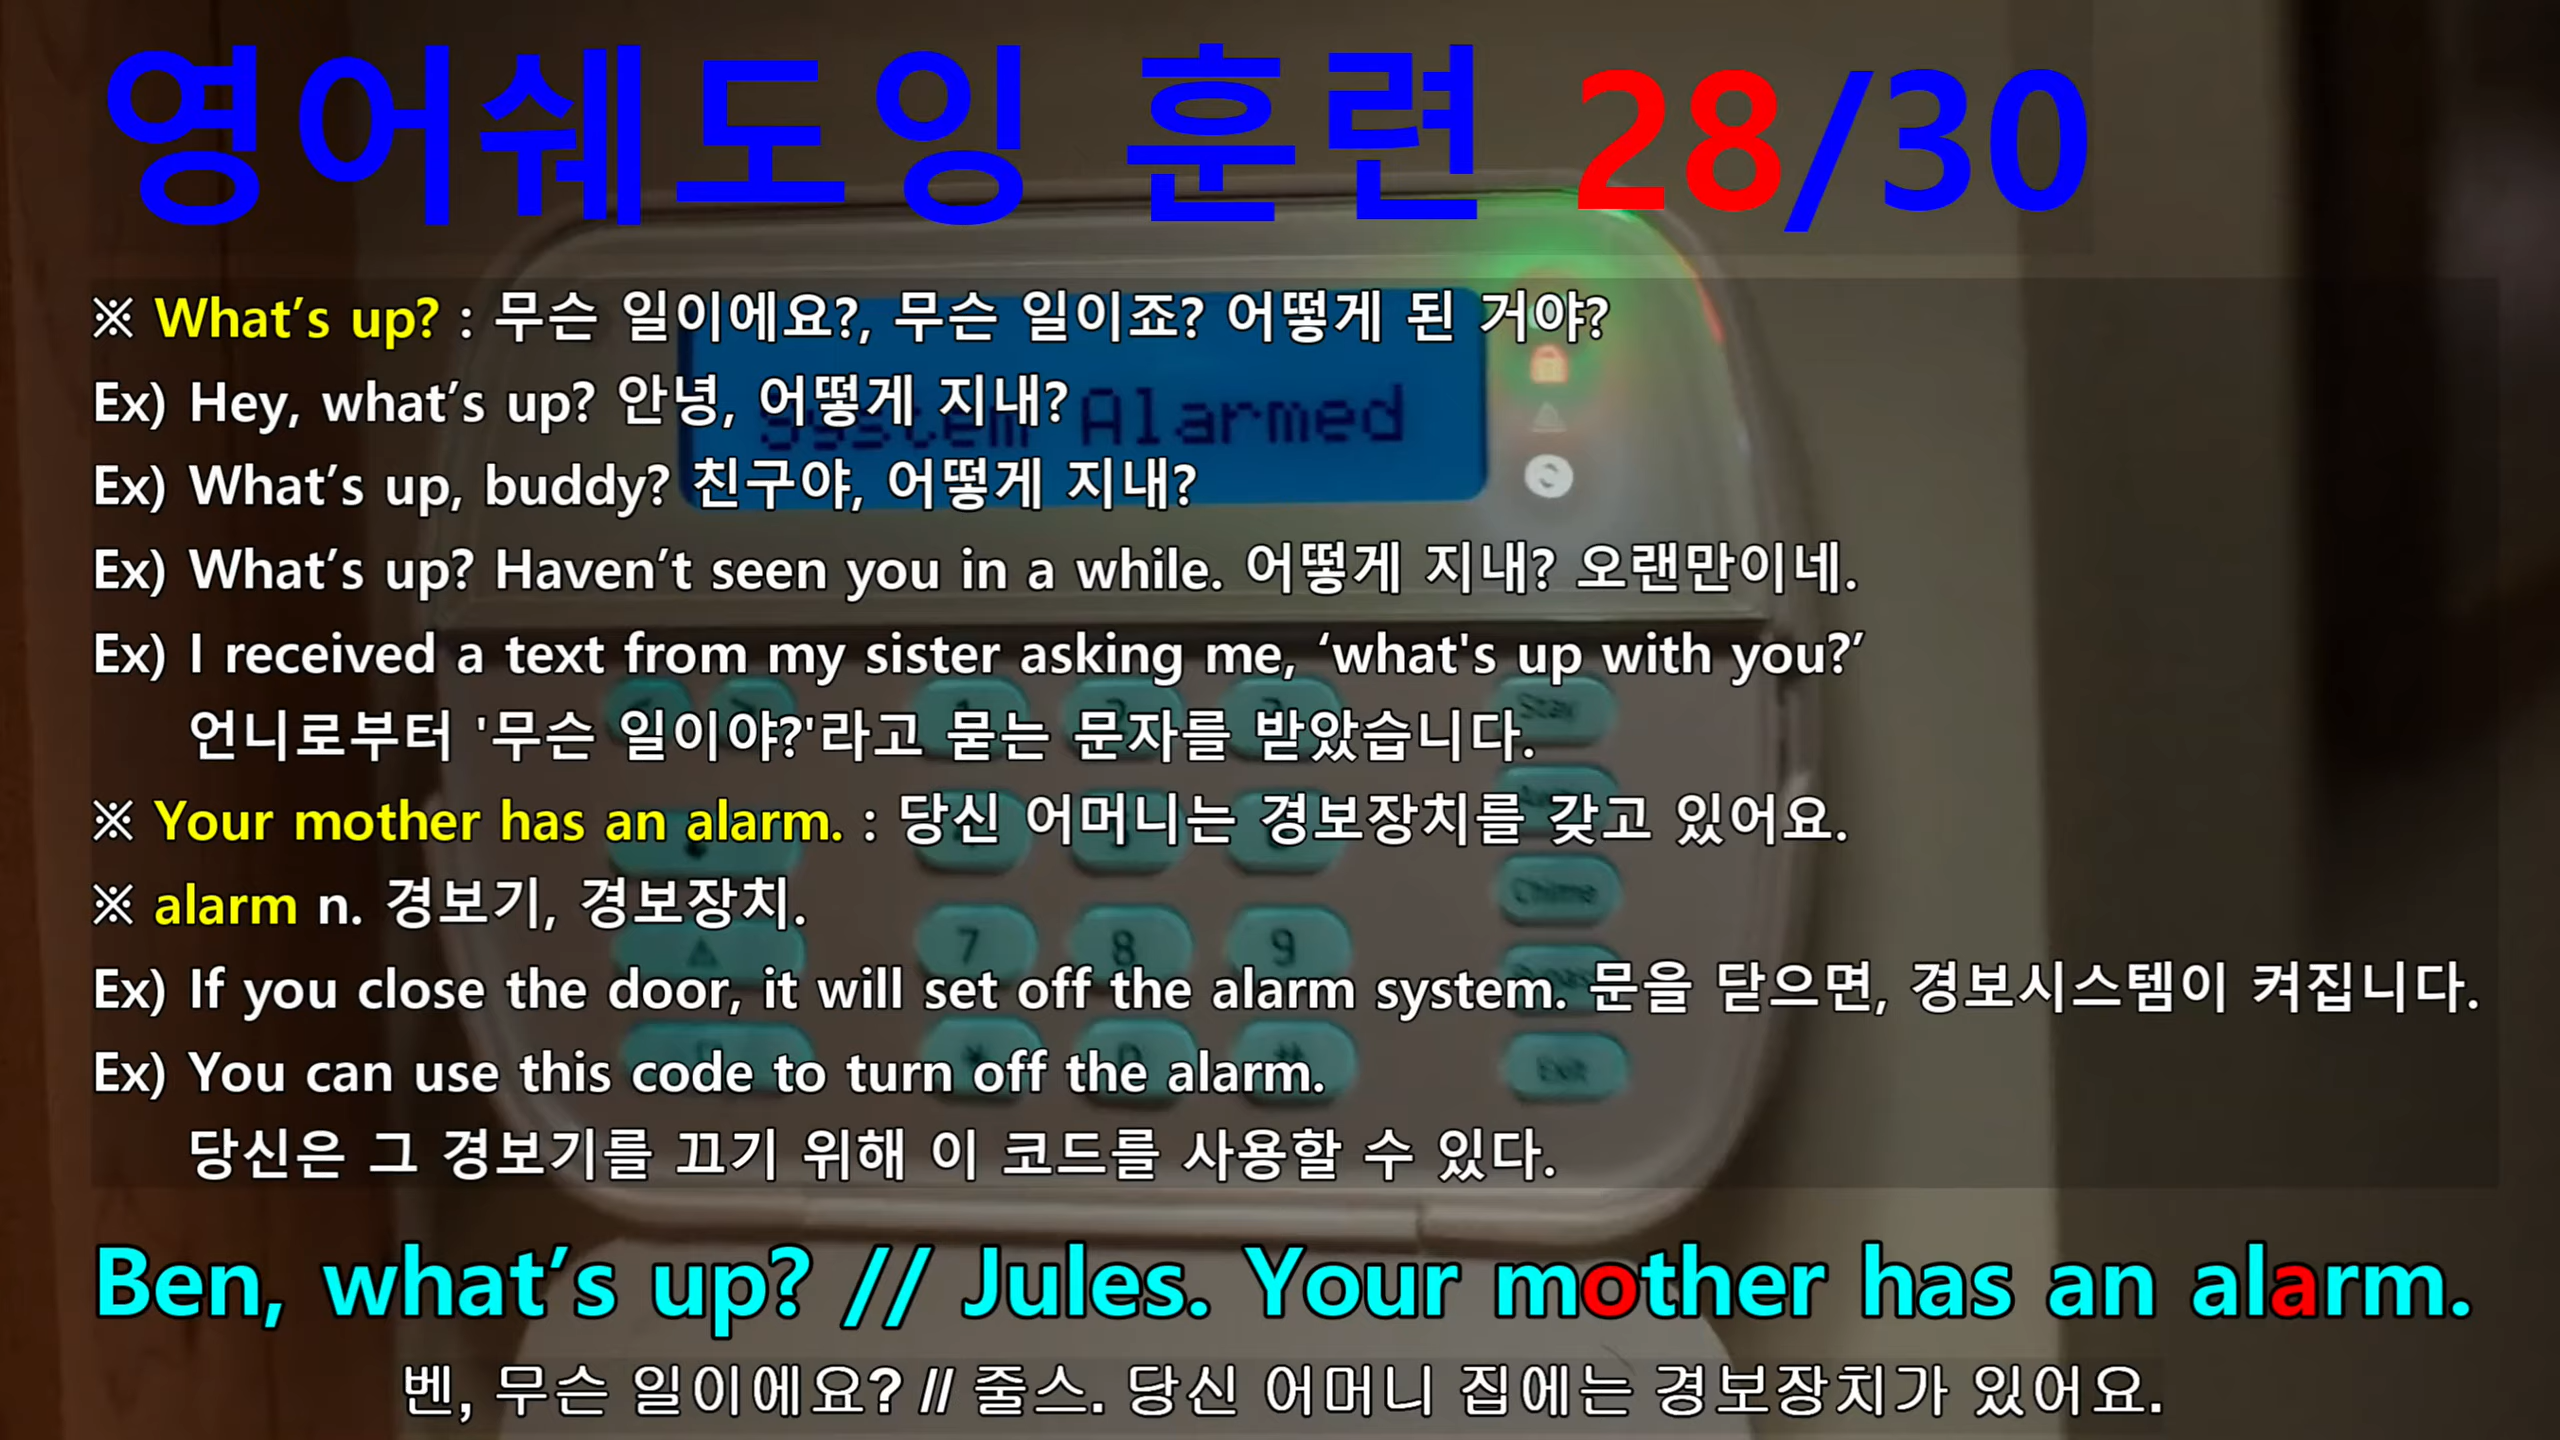 영어쉐도잉 훈련 28/30
※ What’s up? : 무슨 일이에요?, 무슨 일이죠? 어떻게 된 거야?
Ex) Hey, what’s up? 안녕, 어떻게 지내?
System Alarmed
Ex) What’s up, buddy? 친구야, 어떻게 지내?
Ex) What’s up? Haven’t seen you in a while. 어떻게 지내? 오랜만이네.
Ex) I received a text from my sister asking me, ‘what's up with you?’
Stay
언니로부터 '무슨 일이야?'라고 묻는 문자를 받았습니다.
※ Your mother has an alarm. : 당신 어머니는 경보장치를 갖고 있어요.
Chime
※ alarm n. 경보기, 경보장치.
7 8 9
Ex) If you close the door, it will set off the alarm system. 문을 닫으면, 경보시스템이 켜집니다.
Ex) You can use this code to turn off the alarm.
Exit
당신은 그 경보기를 끄기 위해 이 코드를 사용할 수 있다.
Ben, what’s up? // Jules. Your mother has an alarm.
벤, 무슨 일이에요? // 줄스. 당신 어머니 집에는 경보장치가 있어요.